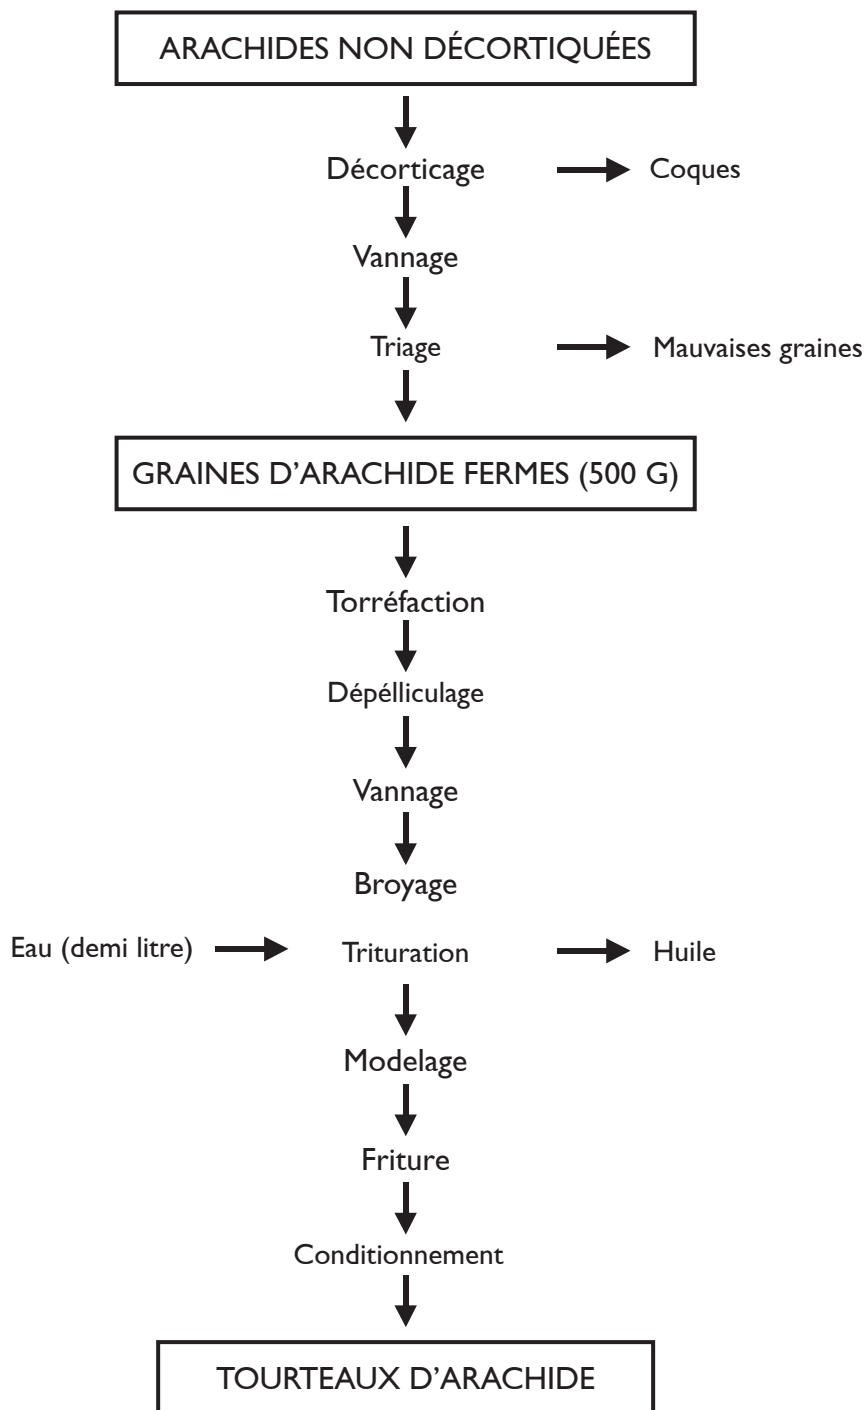 ARACHIDES NON DÉCORTIQUÉES
Décorticage
Coques
Vannage
Triage
Mauvaises graines
GRAINES D’ARACHIDE FERMES (500 G)
Torréfaction
Dépélliculage
Vannage
Broyage
Eau (demi litre)
Trituration
Huile
Modelage
Friture
Conditionnement
TOURTEAUX D’ARACHIDE